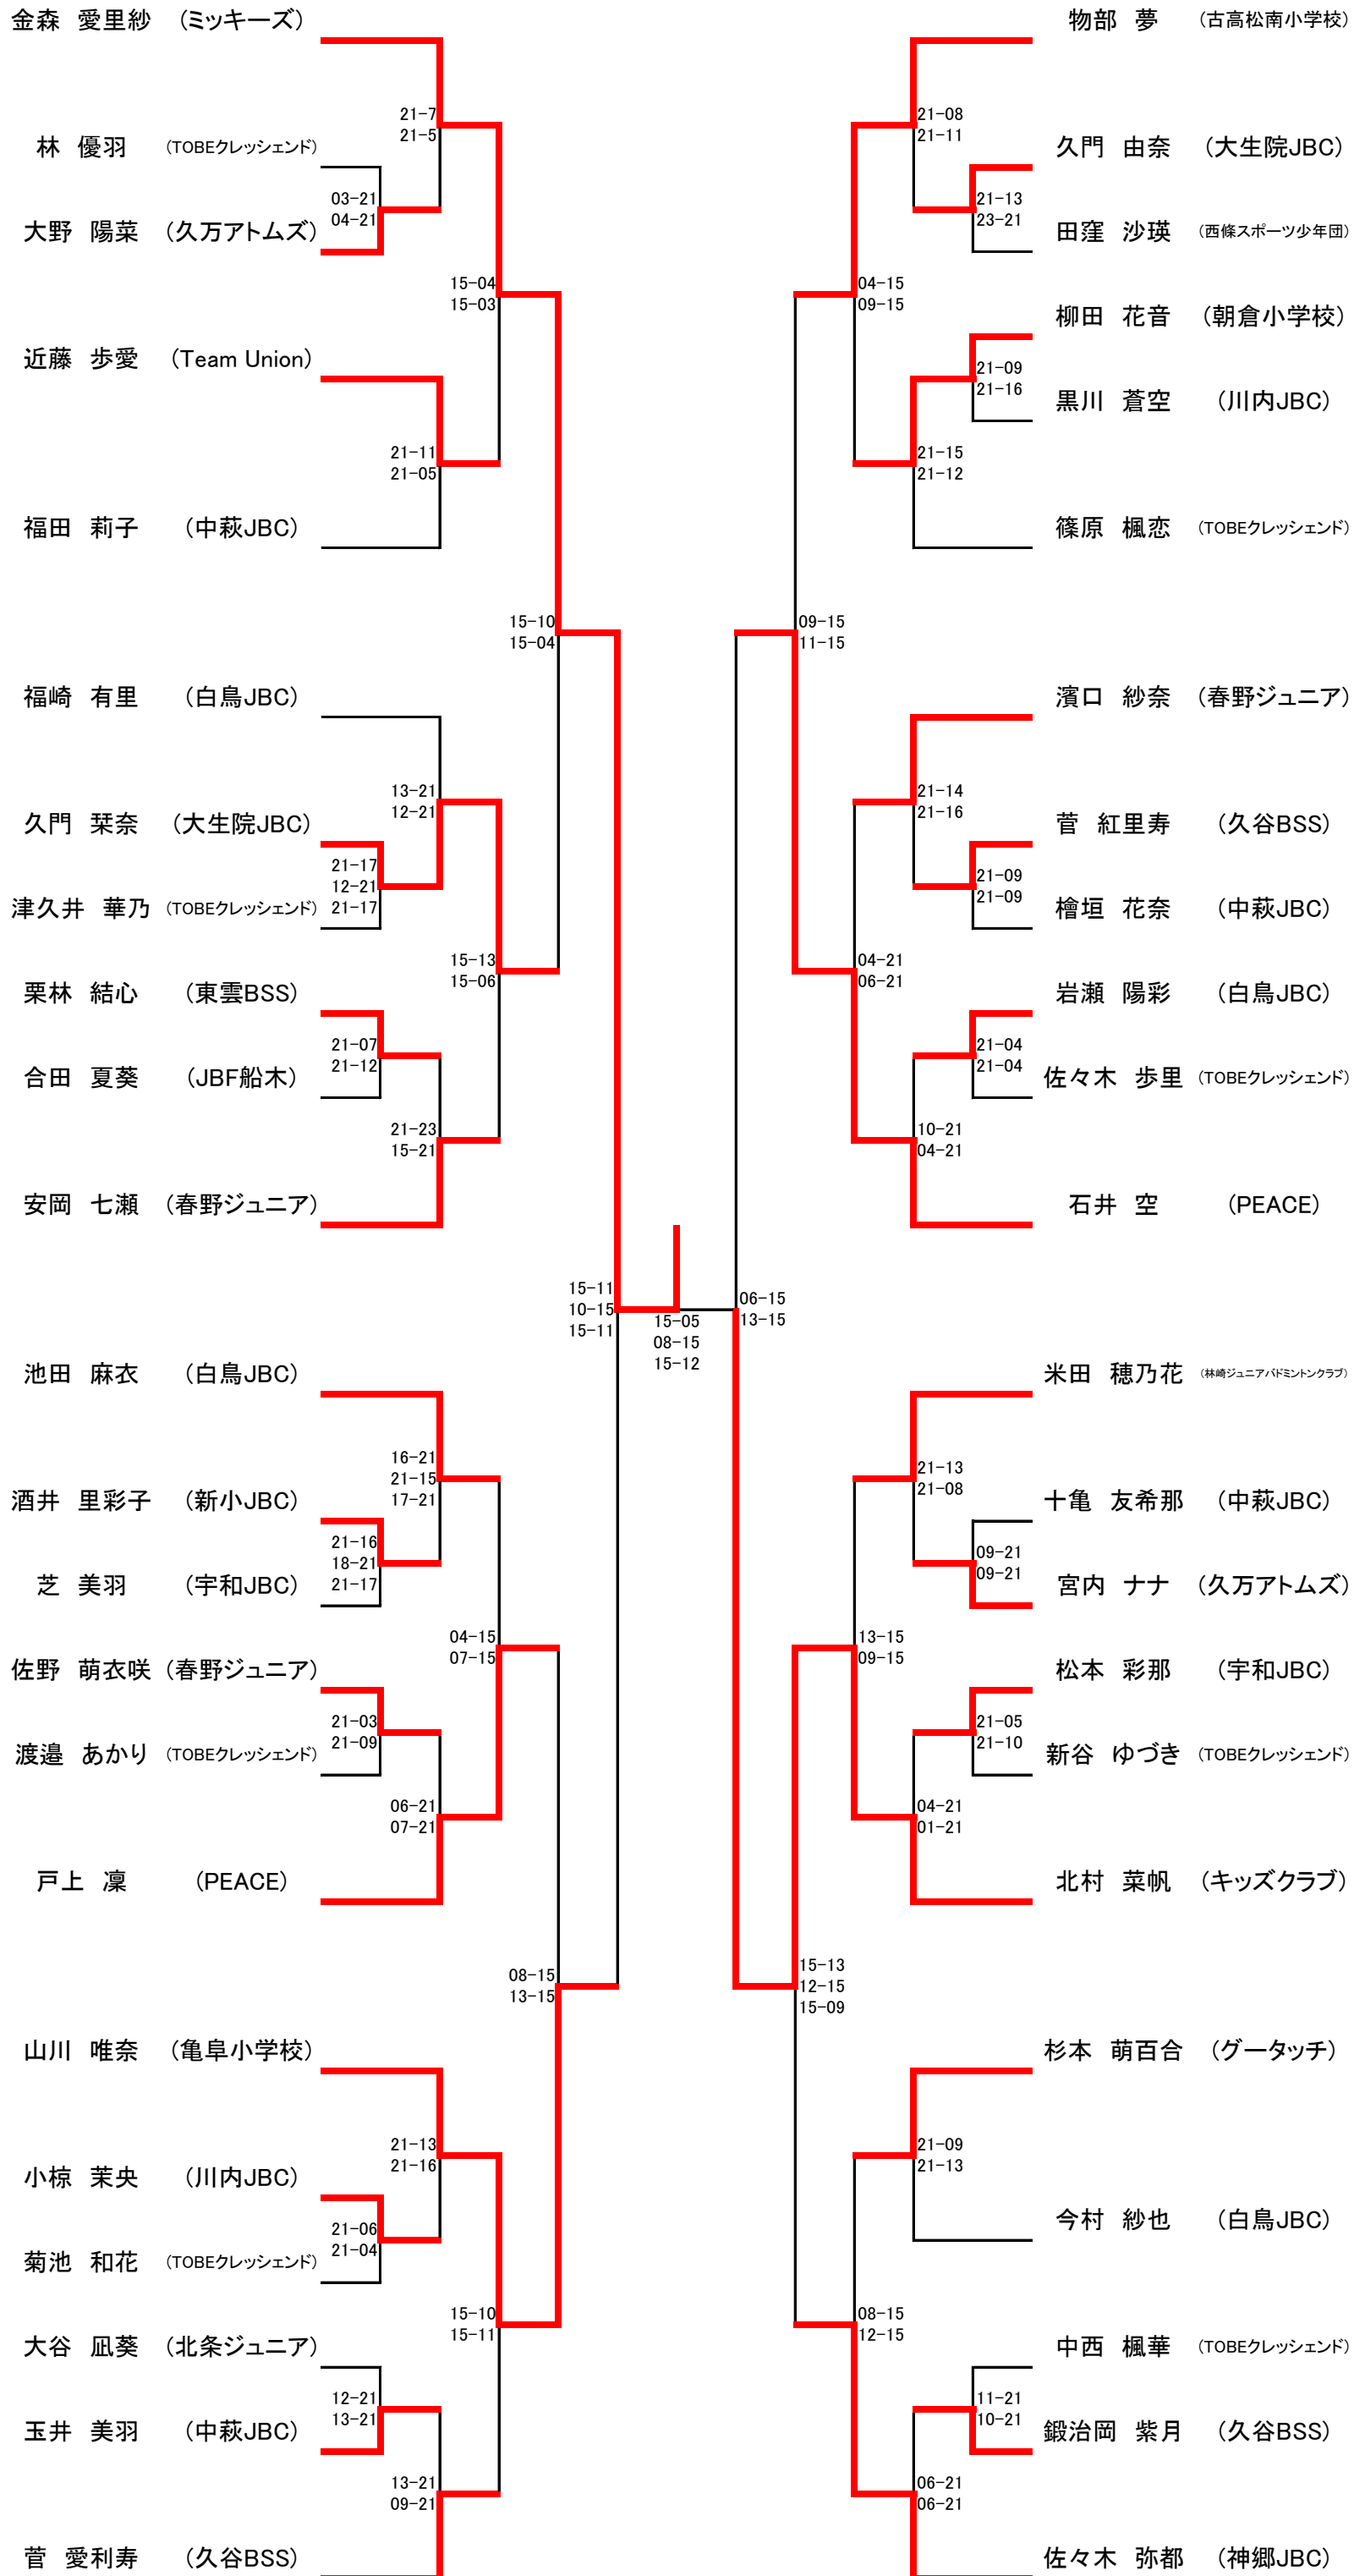 金森 愛里紗 (ミッキーズ)
21-7
21-5
林 優羽 (TOBEクレッシェンド)
03-21
04-21
大野 陽菜 (久万アトムズ)
15-04
15-03
近藤 歩愛 (Team Union)
21-11
21-05
福田 莉子 (中萩JBC)
15-10
15-04
福崎 有里 (白鳥JBC)
13-21
12-21
久門 栞奈 (大生院JBC)
21-17
12-21
21-17
津久井 華乃 (TOBEクレッシェンド)
15-13
15-06
栗林 結心 (東雲BSS)
21-07
21-12
合田 夏葵 (JBF船木)
21-23
15-21
安岡 七瀬 (春野ジュニア)
15-11
10-15
15-11
池田 麻衣 (白鳥JBC)
16-21
21-15
17-21
酒井 里彩子 (新小JBC)
21-16
18-21
21-17
芝 美羽 (宇和JBC)
04-15
07-15
佐野 萌衣咲 (春野ジュニア)
21-03
21-09
渡邉 あかり (TOBEクレッシェンド)
06-21
07-21
戸上 凜 (PEACE)
08-15
13-15
山川 唯奈 (亀阜小学校)
21-13
21-16
小椋 茉央 (川内JBC)
21-06
21-04
菊池 和花 (TOBEクレッシェンド)
15-10
15-11
大谷 凪葵 (北条ジュニア)
12-21
13-21
玉井 美羽 (中萩JBC)
13-21
09-21
菅 愛利寿 (久谷BSS)
15-05
08-15
15-12
物部 夢 (古高松南小学校)
21-08
21-11
久門 由奈 (大生院JBC)
21-13
23-21
田窪 沙瑛 (西條スポーツ少年団)
04-15
09-15
柳田 花音 (朝倉小学校)
21-09
21-16
黒川 蒼空 (川内JBC)
21-15
21-12
篠原 楓恋 (TOBEクレッシェンド)
09-15
11-15
濱口 紗奈 (春野ジュニア)
21-14
21-16
菅 紅里寿 (久谷BSS)
21-09
21-09
檜垣 花奈 (中萩JBC)
04-21
06-21
岩瀬 陽彩 (白鳥JBC)
21-04
21-04
佐々木 歩里 (TOBEクレッシェンド)
10-21
04-21
石井 空 (PEACE)
06-15
13-15
米田 穂乃花 (林崎ジュニアバドミントンクラブ)
21-13
21-08
十亀 友希那 (中萩JBC)
09-21
09-21
宮内 ナナ (久万アトムズ)
13-15
09-15
松本 彩那 (宇和JBC)
21-05
21-10
新谷 ゆづき (TOBEクレッシェンド)
04-21
01-21
北村 菜帆 (キッズクラブ)
15-13
12-15
15-09
杉本 萌百合 (グータッチ)
21-09
21-13
今村 紗也 (白鳥JBC)
08-15
12-15
中西 楓華 (TOBEクレッシェンド)
11-21
10-21
鍛治岡 紫月 (久谷BSS)
06-21
06-21
佐々木 弥都 (神郷JBC)